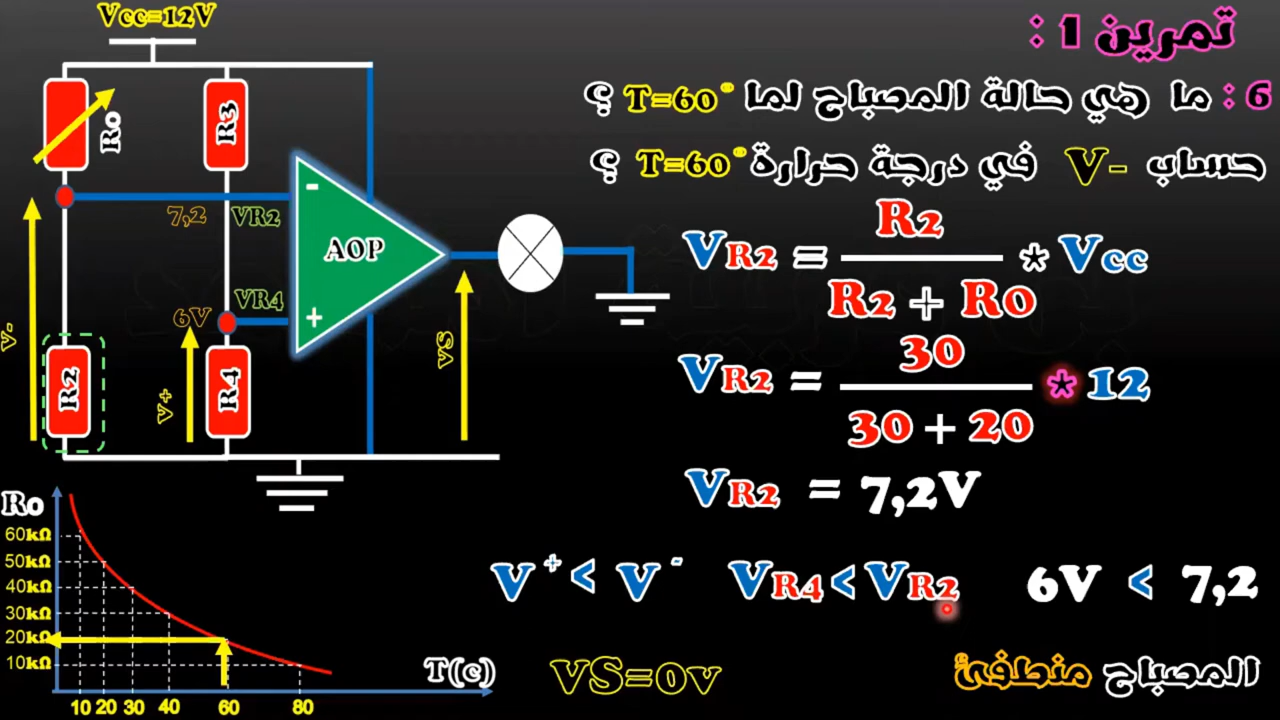 تمرين 1 :
6 : ما هي حالة المصباح لما T=60° ؟
حساب V- في درجة حرارة T=60° ؟
Vcc=12V
Ro
R3
7,2
VR2
AOP
-
+
VR4
6V
V-
V+
VS
R2
R4
VR2 = R2 / R2 + RO * Vcc
VR2 = 30 / 30 + 20 * 12
VR2 = 7,2V
V+ < V- VR4 < VR2 6V < 7,2
VS=0v
المصباح منطفئ
Ro
60kΩ
50kΩ
40kΩ
30kΩ
20kΩ
10kΩ
T(c)
10 20 30 40 60 80